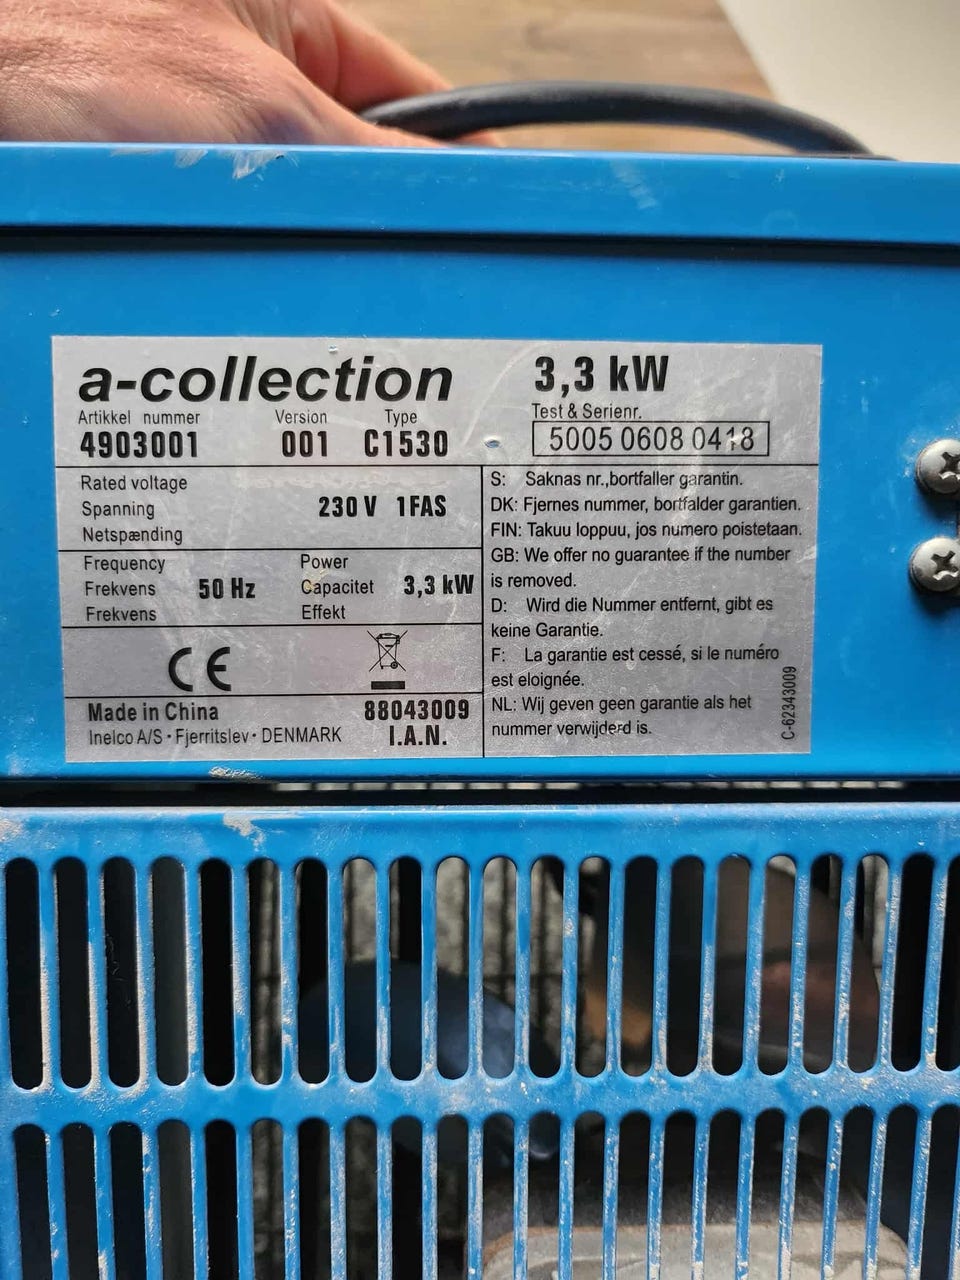 a-collection
3,3 kW
Artikkel nummer Version Type
4903001 001 C1530
Test & Serienr.
5005 0608 0418
Rated voltage
Spanning
Netspænding
230 V 1FAS
Frequency
Frekvens
Frekvens
50 Hz
Power
Capacitet
Effekt
3,3 kW
CE
Made in China
Inelco A/S · Fjerritslev · DENMARK
88043009
I.A.N.
S: Saknas nr.,bortfaller garantin.
DK: Fjernes nummer, bortfalder garantien.
FIN: Takuu loppuu, jos numero poistetaan.
GB: We offer no guarantee if the number
is removed.
D: Wird die Nummer entfernt, gibt es
keine Garantie.
F: La garantie est cessé, si le numéro
est eloignée.
NL: Wij geven geen garantie als het
nummer verwijderd is.
C-62343009